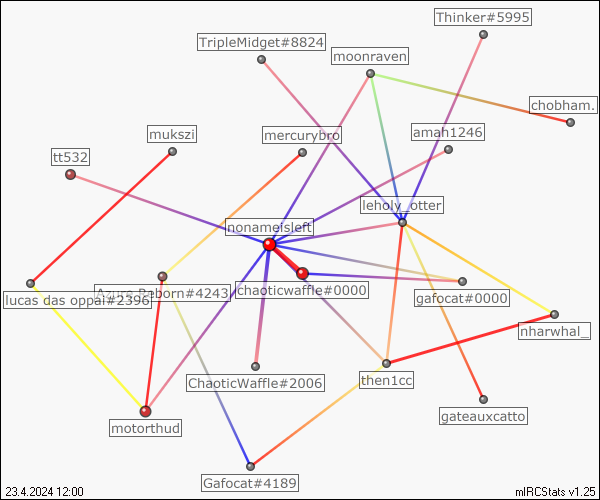 Thinker#5995
TripleMidget#8824
moonraven
chobham.
mukszi
mercurybro
amah1246
tt532
leholy_otter
nonameisleft
lucas das oppai#2396
Azure Reborn#4243
chaoticwaffle#0000
gafocat#0000
nharwhal_
ChaoticWaffle#2006
then1cc
motorthud
gateauxcatto
Gafocat#4189
23.4.2024 12:00
mIRCStats v1.25